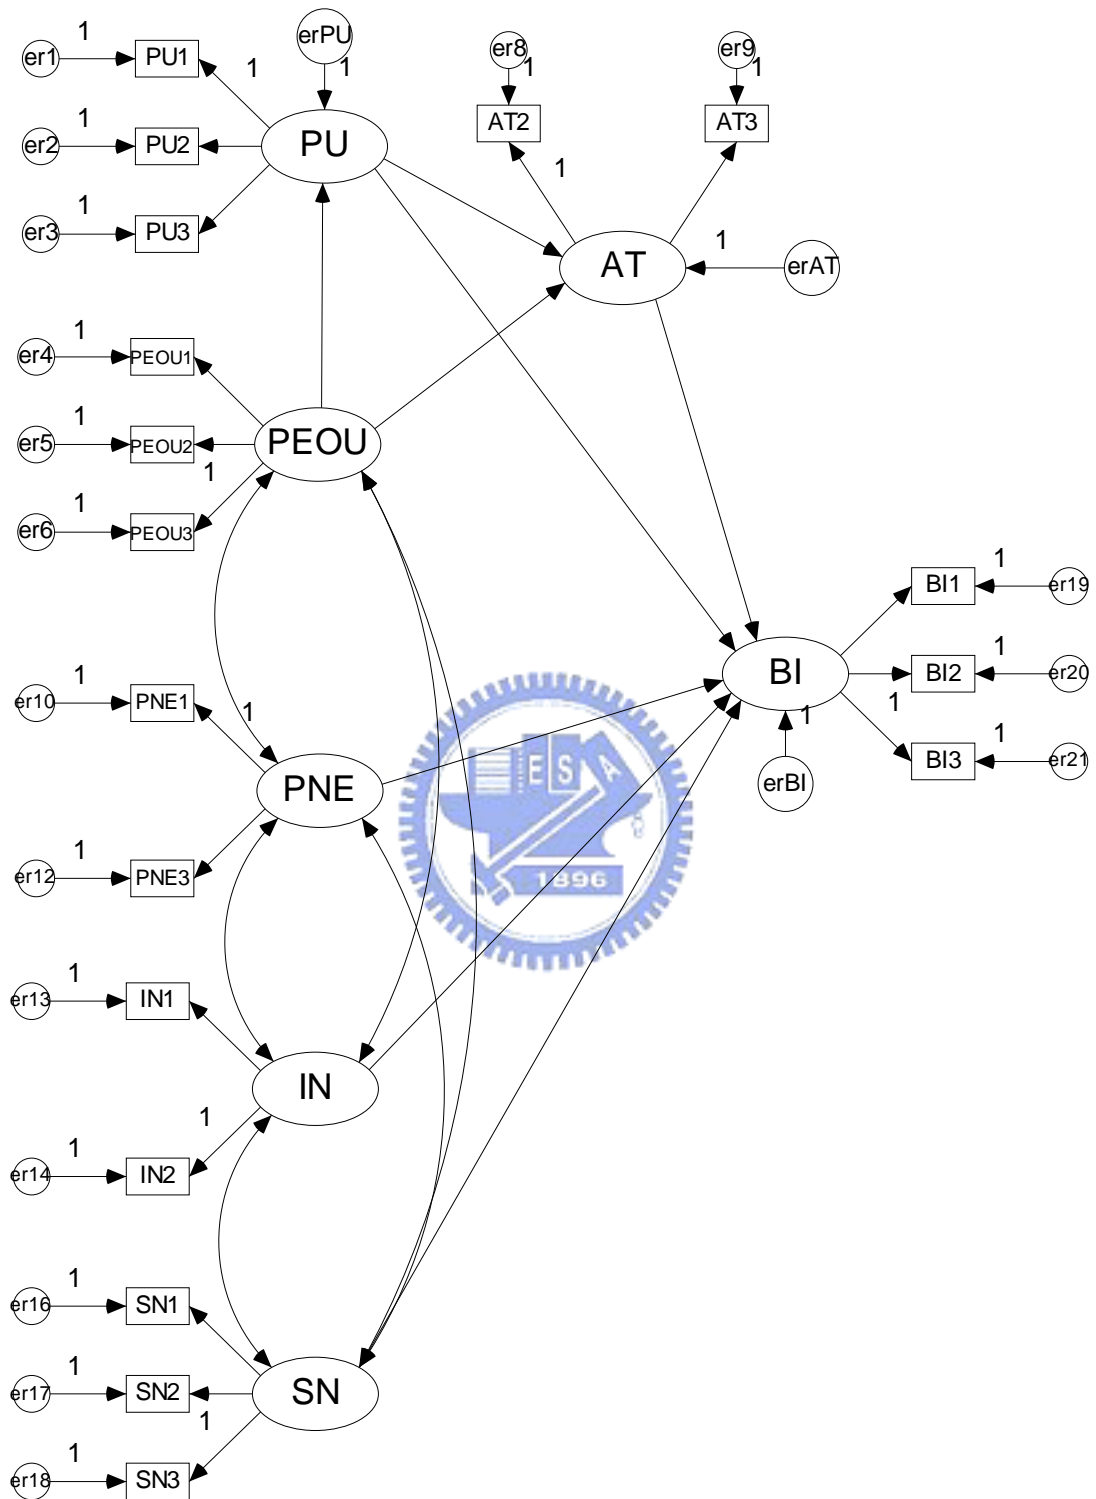 1 erPU
er1 PU1 1 1 er8 1 er9 1
AT2 AT3
1
er2 PU2 PU 1
1
er3 PU3 1 erAT
AT
1
er4 PEOU1
1
er5 PEOU2 PEOU
1 1
er6 PEOU3
1
BI1 er19
1 1
er10 PNE1 BI BI2 er20
1 1 1 1
E S A BI3 er21
PNE erBI
1
er12 PNE3 1896
1
er13 IN1
IN
1 1
er14 IN2
1
er16 SN1
1
er17 SN2 SN
1 1
er18 SN3